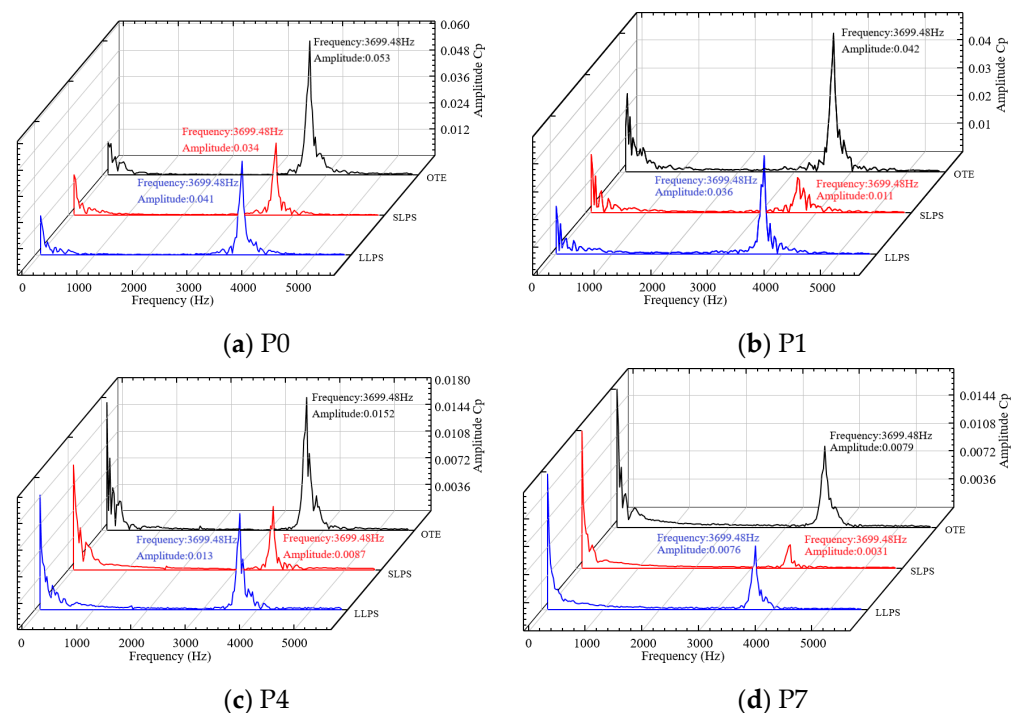 0.060
0.048
0.036
0.024
0.012
Amplitude Cp
Frequency:3699.48Hz
Amplitude:0.053
Frequency:3699.48Hz
Amplitude:0.034
Frequency:3699.48Hz
Amplitude:0.041
OTE
SLPS
LLPS
0 1000 2000 3000 4000 5000
Frequency (Hz)
(a) P0
0.04
0.03
0.02
0.01
Amplitude Cp
Frequency:3699.48Hz
Amplitude:0.042
Frequency:3699.48Hz
Amplitude:0.036
Frequency:3699.48Hz
Amplitude:0.011
OTE
SLPS
LLPS
0 1000 2000 3000 4000 5000
Frequency (Hz)
(b) P1
0.0180
0.0144
0.0108
0.0072
0.0036
Amplitude Cp
Frequency:3699.48Hz
Amplitude:0.0152
Frequency:3699.48Hz
Amplitude:0.013
Frequency:3699.48Hz
Amplitude:0.0087
OTE
SLPS
LLPS
0 1000 2000 3000 4000 5000
Frequency (Hz)
(c) P4
0.0144
0.0108
0.0072
0.0036
Amplitude Cp
Frequency:3699.48Hz
Amplitude:0.0079
Frequency:3699.48Hz
Amplitude:0.0076
Frequency:3699.48Hz
Amplitude:0.0031
OTE
SLPS
LLPS
0 1000 2000 3000 4000 5000
Frequency (Hz)
(d) P7